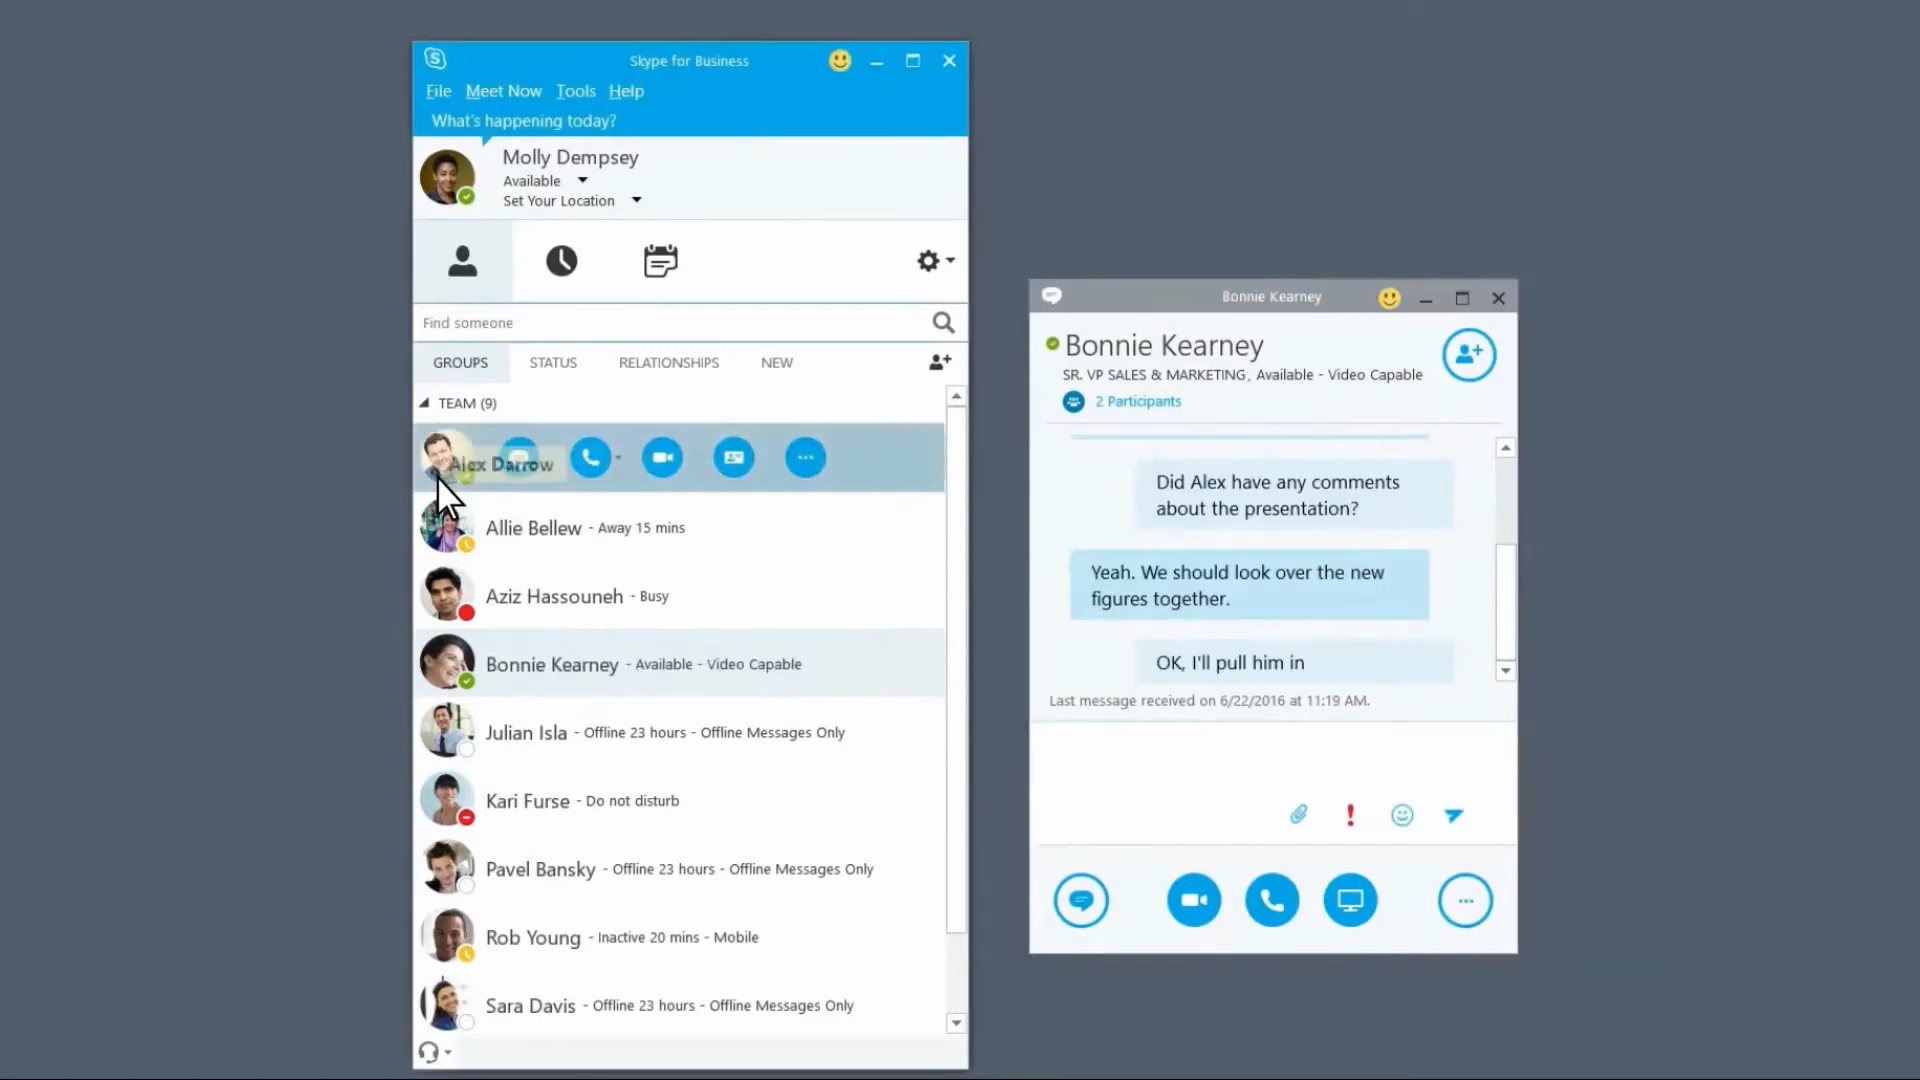 Skype for Business
File Meet Now Tools Help
What's happening today?
Molly Dempsey
Available
Set Your Location
Find someone
GROUPS STATUS RELATIONSHIPS NEW
TEAM (9)
Alex Darrow
Allie Bellew - Away 15 mins
Aziz Hassouneh - Busy
Bonnie Kearney - Available - Video Capable
Julian Isla - Offline 23 hours - Offline Messages Only
Kari Furse - Do not disturb
Pavel Bansky - Offline 23 hours - Offline Messages Only
Rob Young - Inactive 20 mins - Mobile
Sara Davis - Offline 23 hours - Offline Messages Only
Bonnie Kearney
Bonnie Kearney
SR. VP SALES & MARKETING, Available - Video Capable
2 Participants
Did Alex have any comments
about the presentation?
Yeah. We should look over the new
figures together.
OK, I'll pull him in
Last message received on 6/22/2016 at 11:19 AM.